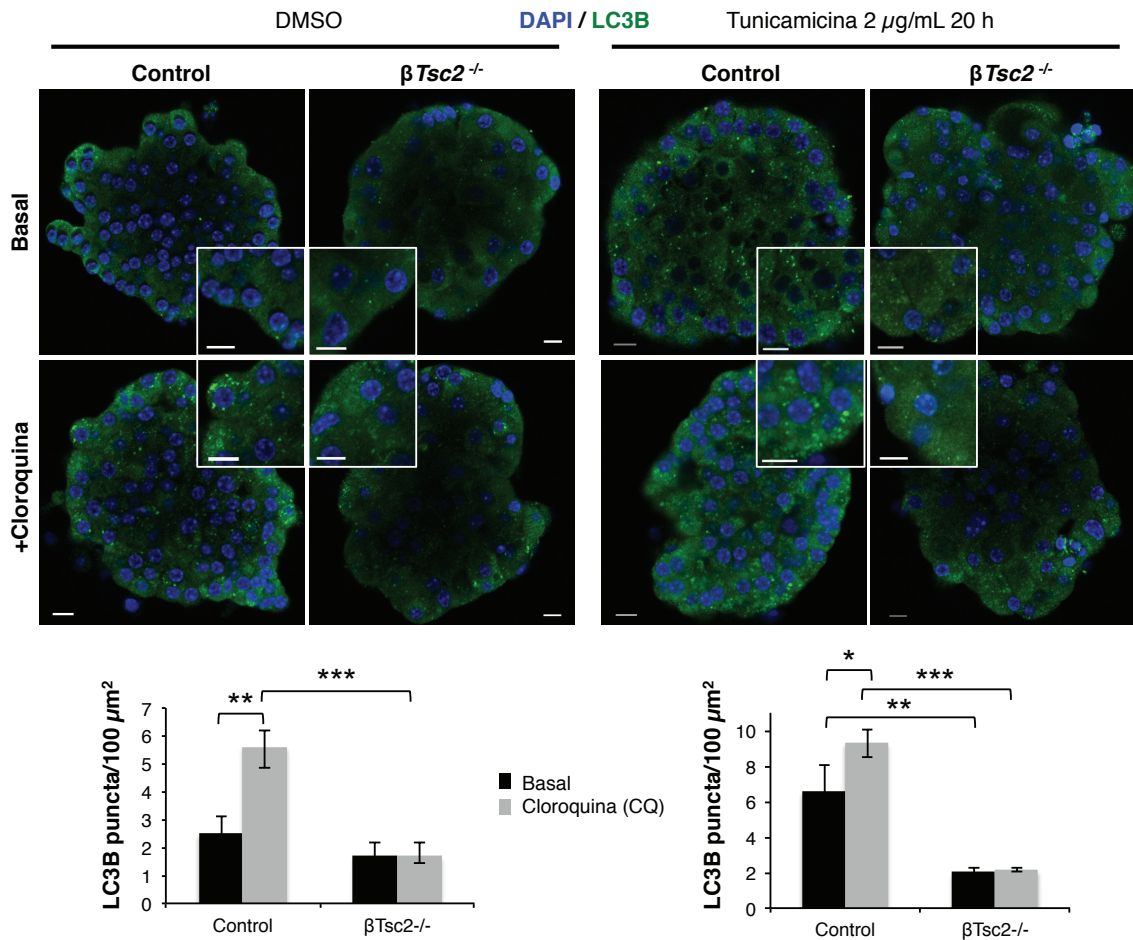 DMSO
DAPI / LC3B
Tunicamicina 2 µg/mL 20 h
Control
βTsc2 -/-
Control
βTsc2 -/-
Basal
+Cloroquina
LC3B puncta/100 µm2
7
6
5
4
3
2
1
0
**
***
Control
βTsc2-/-
Basal
Cloroquina (CQ)
LC3B puncta/100 µm2
10
8
6
4
2
0
*
***
**
Control
βTsc2-/-